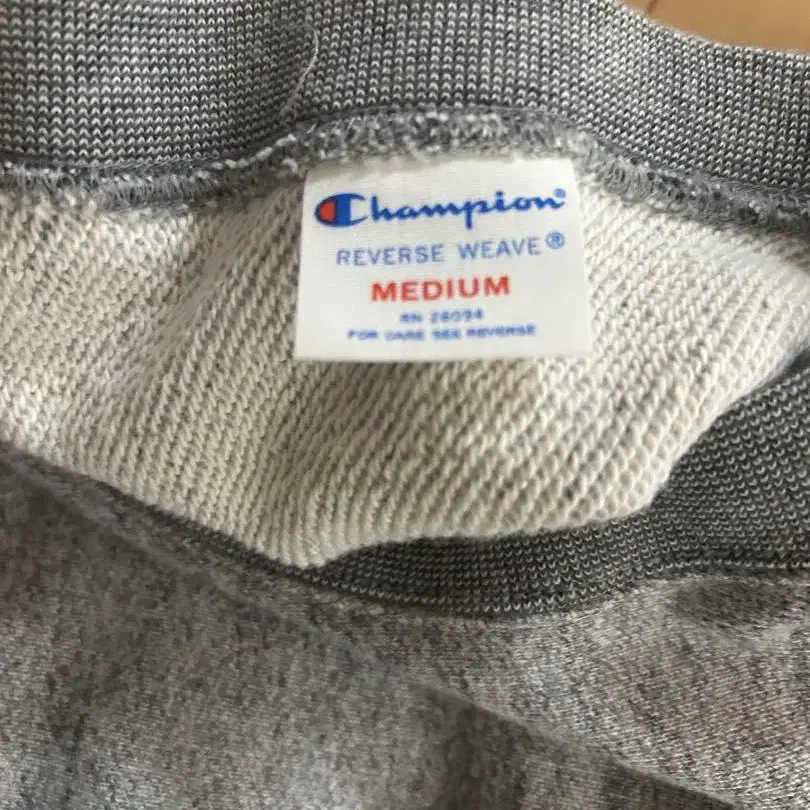 Champion®
REVERSE WEAVE®
MEDIUM
RN 26094
FOR CARE SEE REVERSE